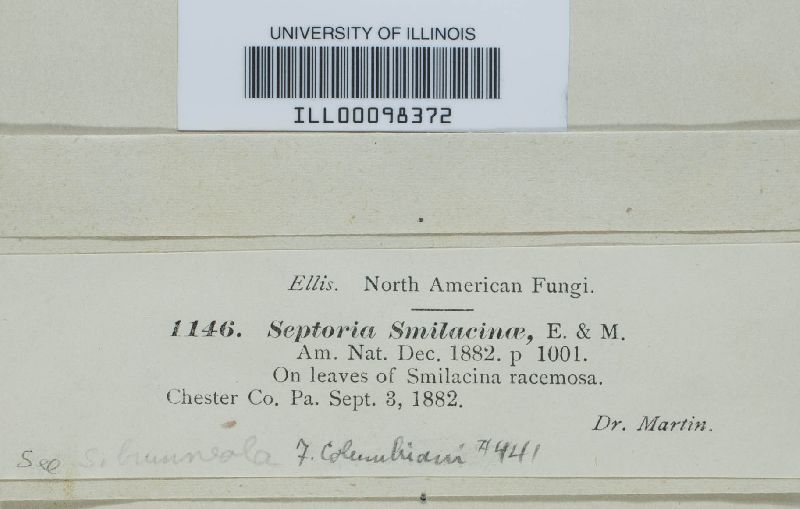 UNIVERSITY OF ILLINOIS
ILL00098372
Ellis. North American Fungi.
1146. Septoria Smilacinæ, E. & M.
Am. Nat. Dec. 1882. p 1001.
On leaves of Smilacina racemosa.
Chester Co. Pa. Sept. 3, 1882.
Dr. Martin.
See S. brunneola F. Columbiani #441